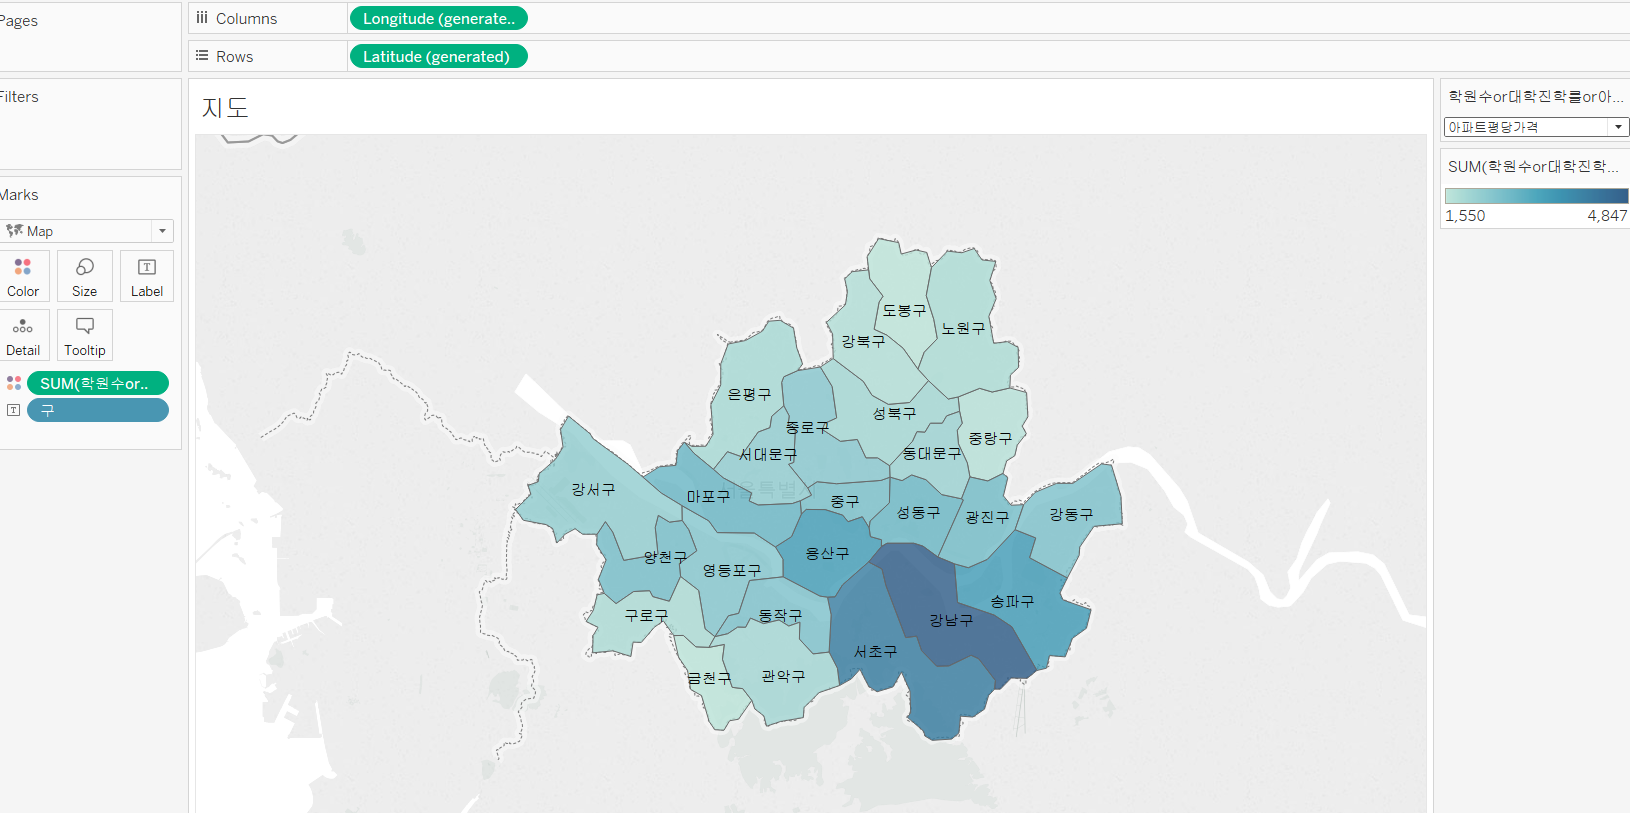 Pages
Columns
Longitude (generate..
Rows
Latitude (generated)
Filters
Marks
Map
Color
Size
Label
Detail
Tooltip
SUM(학원수or..
구
지도
도봉구
노원구
강북구
은평구
성북구
종로구
중랑구
서대문구
동대문구
강서구
마포구
서울특별시
중구
성동구
광진구
강동구
양천구
용산구
영등포구
송파구
구로구
동작구
강남구
서초구
금천구
관악구
학원수or대학진학률or아...
아파트평당가격
SUM(학원수or대학진학...
1,550
4,847